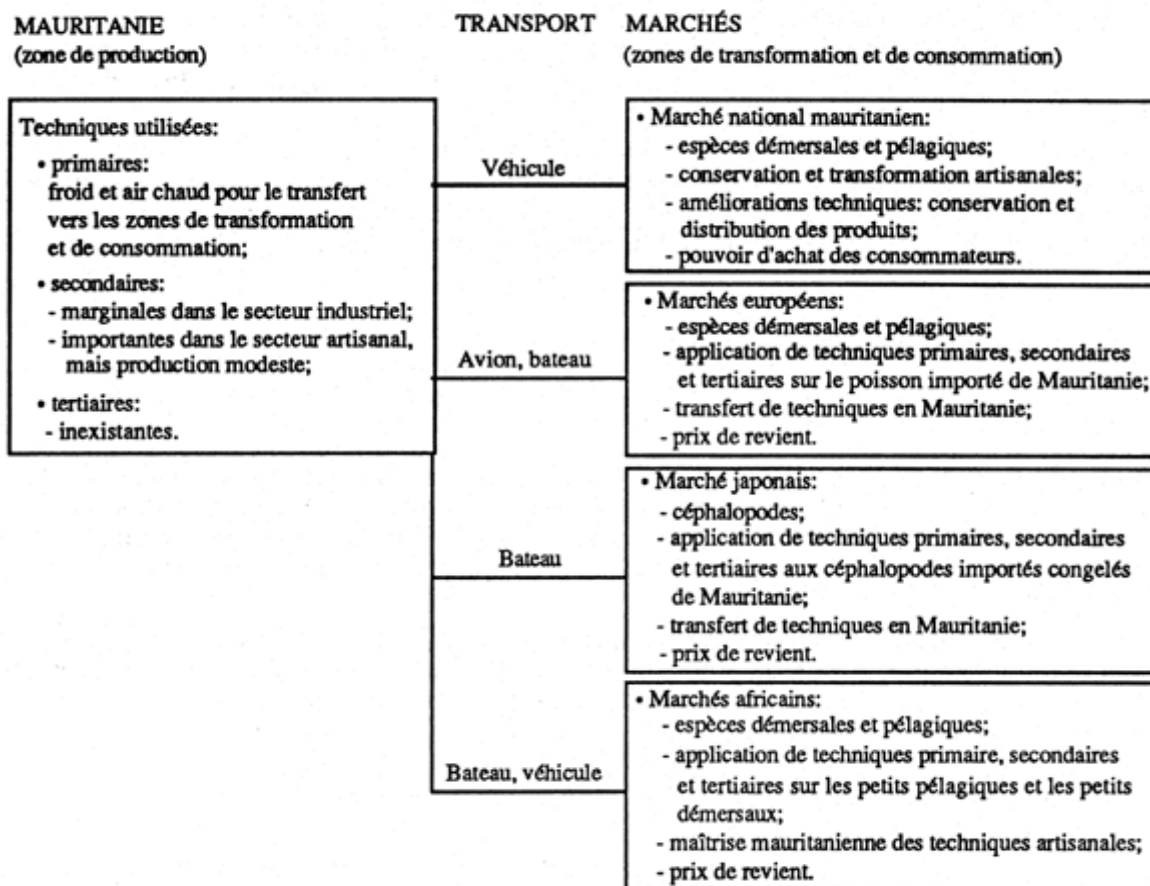 MAURITANIE
(zone de production)
TRANSPORT
MARCHÉS
(zones de transformation et de consommation)
Techniques utilisées:
• primaires:
froid et air chaud pour le transfert
vers les zones de transformation
et de consommation;
• secondaires:
- marginales dans le secteur industriel;
- importantes dans le secteur artisanal,
mais production modeste;
• tertiaires:
- inexistantes.
Véhicule
• Marché national mauritanien:
- espèces démersales et pélagiques;
- conservation et transformation artisanales;
- améliorations techniques: conservation et
distribution des produits;
- pouvoir d'achat des consommateurs.
Avion, bateau
• Marchés européens:
- espèces démersales et pélagiques;
- application de techniques primaires, secondaires
et tertiaires sur le poisson importé de Mauritanie;
- transfert de techniques en Mauritanie;
- prix de revient.
Bateau
• Marché japonais:
- céphalopodes;
- application de techniques primaires, secondaires
et tertiaires aux céphalopodes importés congelés
de Mauritanie;
- transfert de techniques en Mauritanie;
- prix de revient.
Bateau, véhicule
• Marchés africains:
- espèces démersales et pélagiques;
- application de techniques primaire, secondaires
et tertiaires sur les petits pélagiques et les petits
démersaux;
- maîtrise mauritanienne des techniques artisanales;
- prix de revient.